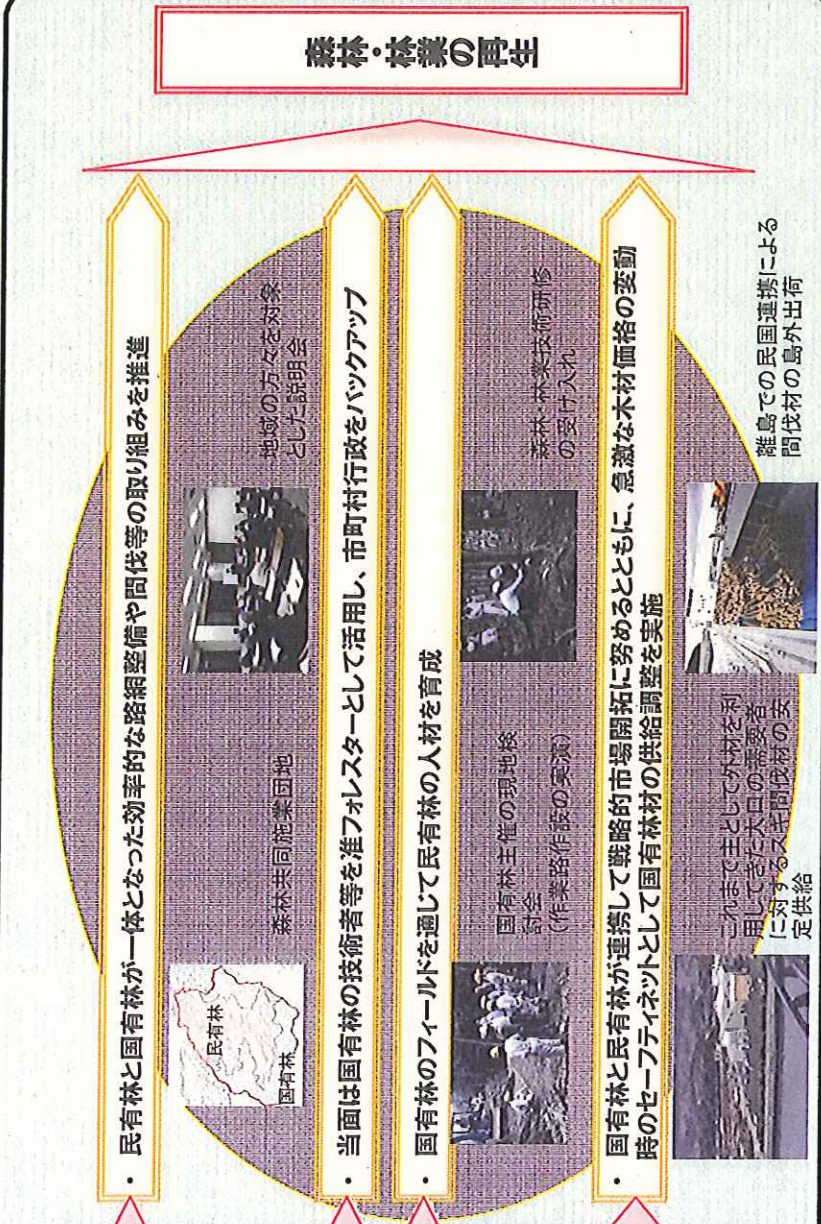 ・民有林と国有林が一体となった効率的な路網整備や間伐等の取り組みを推進
民有林
国有林
森林共同施業団地
地域の方々を対象
とした説明会
・当面は国有林の技術者等を准フォレスターとして活用し、市町村行政をバックアップ
・国有林のフィールドを通じて民有林の人材を育成
国有林主催の現地検
討会
(作業路作設の実演)
森林・林業技術研修
の受け入れ
・国有林と民有林が連携して戦略的市場開拓に努めるとともに、急激な木材価格の変動
時のセーフティネットとして国有林材の供給調整を実施
これまで主として外材を利
用してきた大口の需要者
に対するスギ間伐材の安
定供給
離島での民国連携による
間伐材の島外出荷
森林・林業の再生